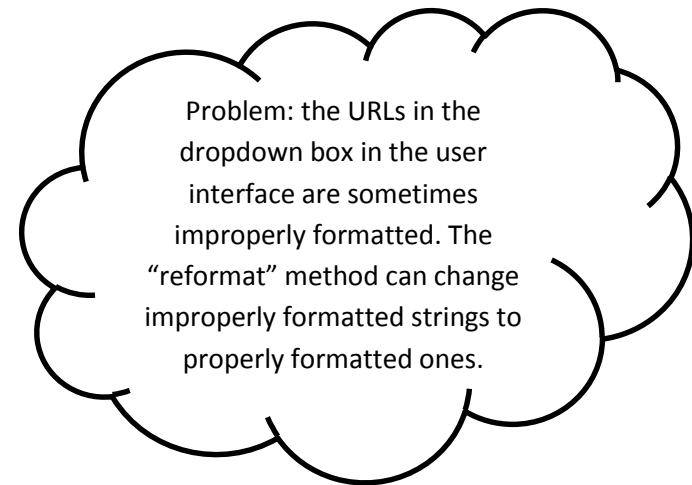 Problem: the URLs in the
dropdown box in the user
interface are sometimes
improperly formatted. The
“reformat” method can change
improperly formatted strings to
properly formatted ones.